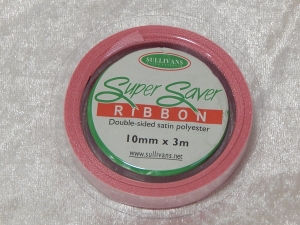 SULLIVANS
Super Saver
RIBBON
Double-sided satin polyester
10mm x 3m
www.sullivans.net